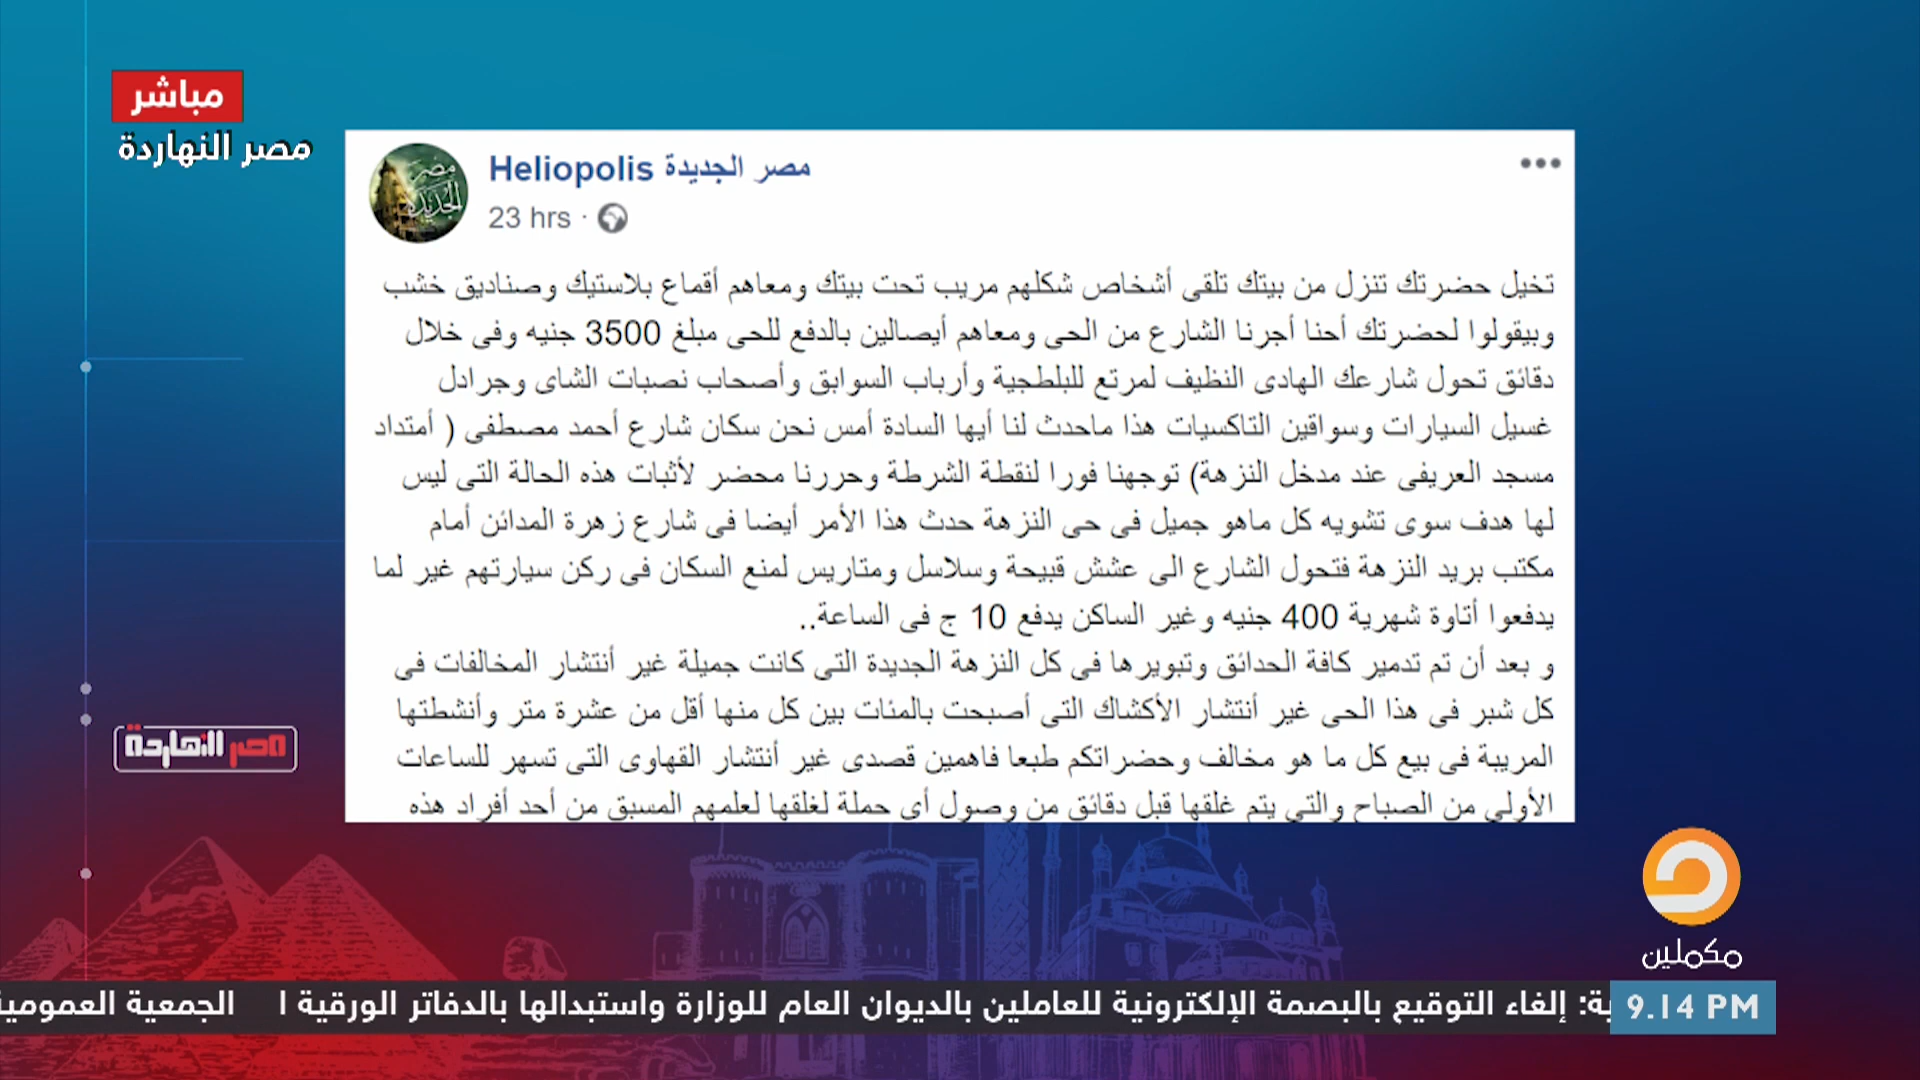 مباشر
مصر النهاردة
Heliopolis مصر الجديدة
23 hrs ·
تخيل حضرتك تنزل من بيتك تلقى أشخاص شكلهم مريب تحت بيتك ومعاهم أقماع بلاستيك وصناديق خشب
وبيقولوا لحضرتك أحنا أجرنا الشارع من الحى ومعاهم أيصالين بالدفع للحى مبلغ 3500 جنيه وفى خلال
دقائق تحول شارعك الهادى النظيف لمرتع للبلطجية وأرباب السوابق وأصحاب نصبات الشاى وجرادل
غسيل السيارات وسواقين التاكسيات هذا ماحدث لنا أيها السادة أمس نحن سكان شارع أحمد مصطفى ( أمتداد
مسجد العريفى عند مدخل النزهة) توجهنا فورا لنقطة الشرطة وحررنا محضر لأثبات هذه الحالة التى ليس
لها هدف سوى تشويه كل ماهو جميل فى حى النزهة حدث هذا الأمر أيضا فى شارع زهرة المدائن أمام
مكتب بريد النزهة فتحول الشارع الى عشش قبيحة وسلاسل ومتاريس لمنع السكان فى ركن سيارتهم غير لما
يدفعوا أتاوة شهرية 400 جنيه وغير الساكن يدفع 10 ج فى الساعة..
و بعد أن تم تدمير كافة الحدائق وتبويرها فى كل النزهة الجديدة التى كانت جميلة غير أنتشار المخالفات فى
كل شبر فى هذا الحى غير أنتشار الأكشاك التى أصبحت بالمئات بين كل منها أقل من عشرة متر وأنشطتها
المريبة فى بيع كل ما هو مخالف وحضراتكم طبعا فاهمين قصدى غير أنتشار القهاوى التى تسهر للساعات
الأولي من الصباح والتي يتم غلقها قبل دقائق من وصول أى حملة لغلقها لعلمهم المسبق من أحد أفراد هذه
مصر النهاردة
مكملين
ية: إلغاء التوقيع بالبصمة الإلكترونية للعاملين بالديوان العام للوزارة واستبدالها بالدفاتر الورقية ا الجمعية العمومية
9.14 PM